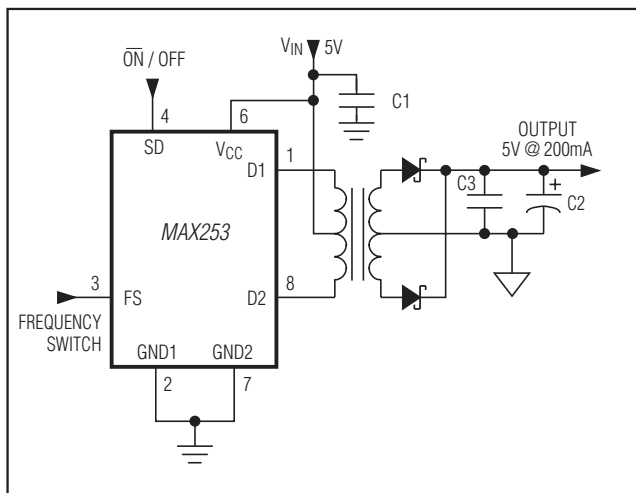 V_IN 5V
O̅N̅ / OFF
C1
4
6
SD
V_CC
1
D1
OUTPUT
5V @ 200mA
C3
+
C2
MAX253
3
FS
8
D2
FREQUENCY
SWITCH
GND1
GND2
2
7